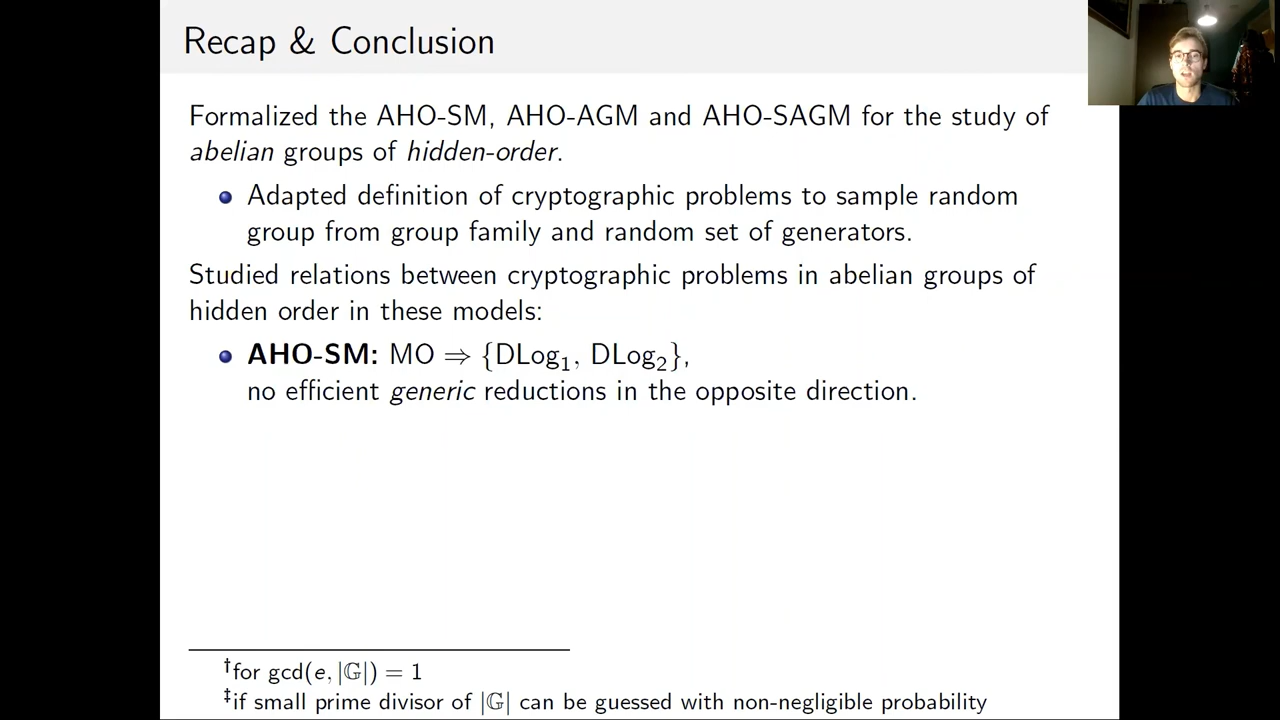 Recap & Conclusion
Formalized the AHO-SM, AHO-AGM and AHO-SAGM for the study of
abelian groups of hidden-order.
Adapted definition of cryptographic problems to sample random
group from group family and random set of generators.
Studied relations between cryptographic problems in abelian groups of
hidden order in these models:
AHO-SM: MO ⇒ {DLog₁, DLog₂},
no efficient generic reductions in the opposite direction.
†for gcd(e, |𝔾|) = 1
‡if small prime divisor of |𝔾| can be guessed with non-negligible probability